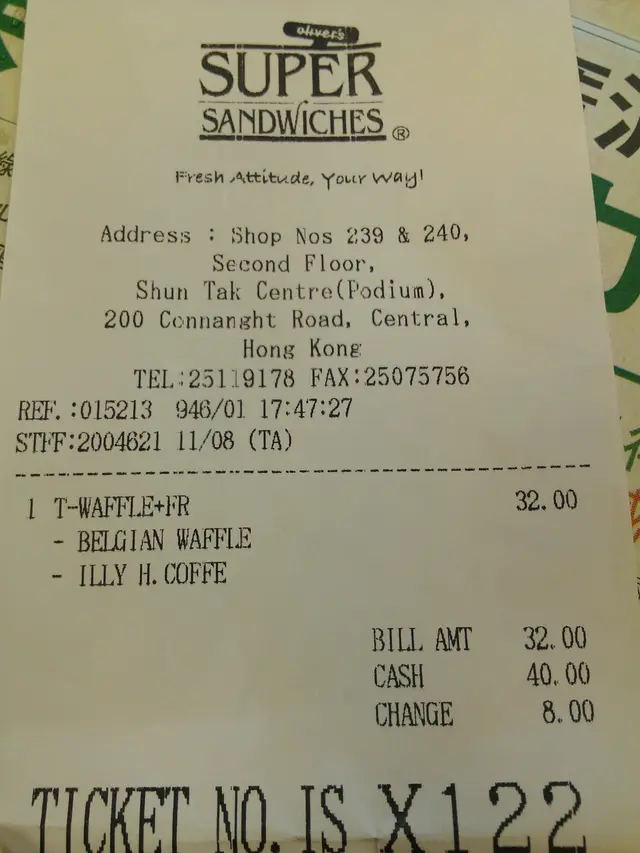 oliver's
SUPER
SANDWICHES ®
Fresh Attitude, Your Way!
Address : Shop Nos 239 & 240,
Second Floor,
Shun Tak Centre(Podium),
200 Connanght Road, Central,
Hong Kong
TEL:25119178 FAX:25075756
REF.:015213 946/01 17:47:27
STFF:2004621 11/08 (TA)
1 T-WAFFLE+FR 32.00
- BELGIAN WAFFLE
- ILLY H.COFFE
BILL AMT 32.00
CASH 40.00
CHANGE 8.00
TICKET NO.IS X122